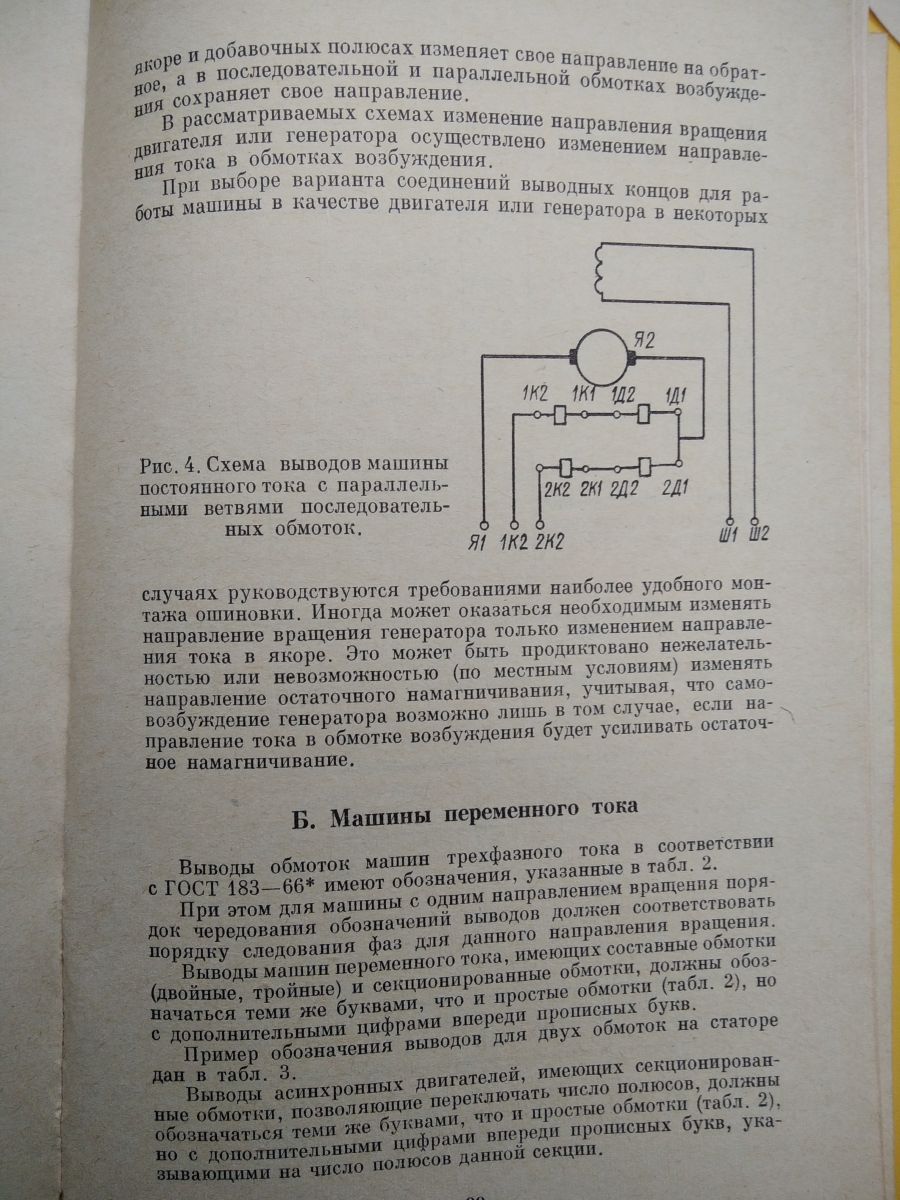 якоре и добавочных полюсах изменяет свое направление на обрат-
ное, а в последовательной и параллельной обмотках возбужде-
ния сохраняет свое направление.
В рассматриваемых схемах изменение направления вращения
двигателя или генератора осуществлено изменением направле-
ния тока в обмотках возбуждения.
При выборе варианта соединений выводных концов для ра-
боты машины в качестве двигателя или генератора в некоторых
Я2
1К2 1К1 1Д2 1Д1
2К2 2К1 2Д2 2Д1
Я1 1К2 2К2 Ш1 Ш2
Рис. 4. Схема выводов машины
постоянного тока с параллель-
ными ветвями последователь-
ных обмоток.
случаях руководствуются требованиями наиболее удобного мон-
тажа ошиновки. Иногда может оказаться необходимым изменять
направление вращения генератора только изменением направле-
ния тока в якоре. Это может быть продиктовано нежелатель-
ностью или невозможностью (по местным условиям) изменять
направление остаточного намагничивания, учитывая, что само-
возбуждение генератора возможно лишь в том случае, если на-
правление тока в обмотке возбуждения будет усиливать остаточ-
ное намагничивание.
Б. Машины переменного тока
Выводы обмоток машин трехфазного тока в соответствии
с ГОСТ 183—66* имеют обозначения, указанные в табл. 2.
При этом для машины с одним направлением вращения поря-
док чередования обозначений выводов должен соответствовать
порядку следования фаз для данного направления вращения.
Выводы машин переменного тока, имеющих составные обмотки
(двойные, тройные) и секционированные обмотки, должны обоз-
начаться теми же буквами, что и простые обмотки (табл. 2), но
с дополнительными цифрами впереди прописных букв.
Пример обозначения выводов для двух обмоток на статоре
дан в табл. 3.
Выводы асинхронных двигателей, имеющих секционирован-
ные обмотки, позволяющие переключать число полюсов, должны
обозначаться теми же буквами, что и простые обмотки (табл. 2),
но с дополнительными цифрами впереди прописных букв, ука-
зывающими на число полюсов данной секции.